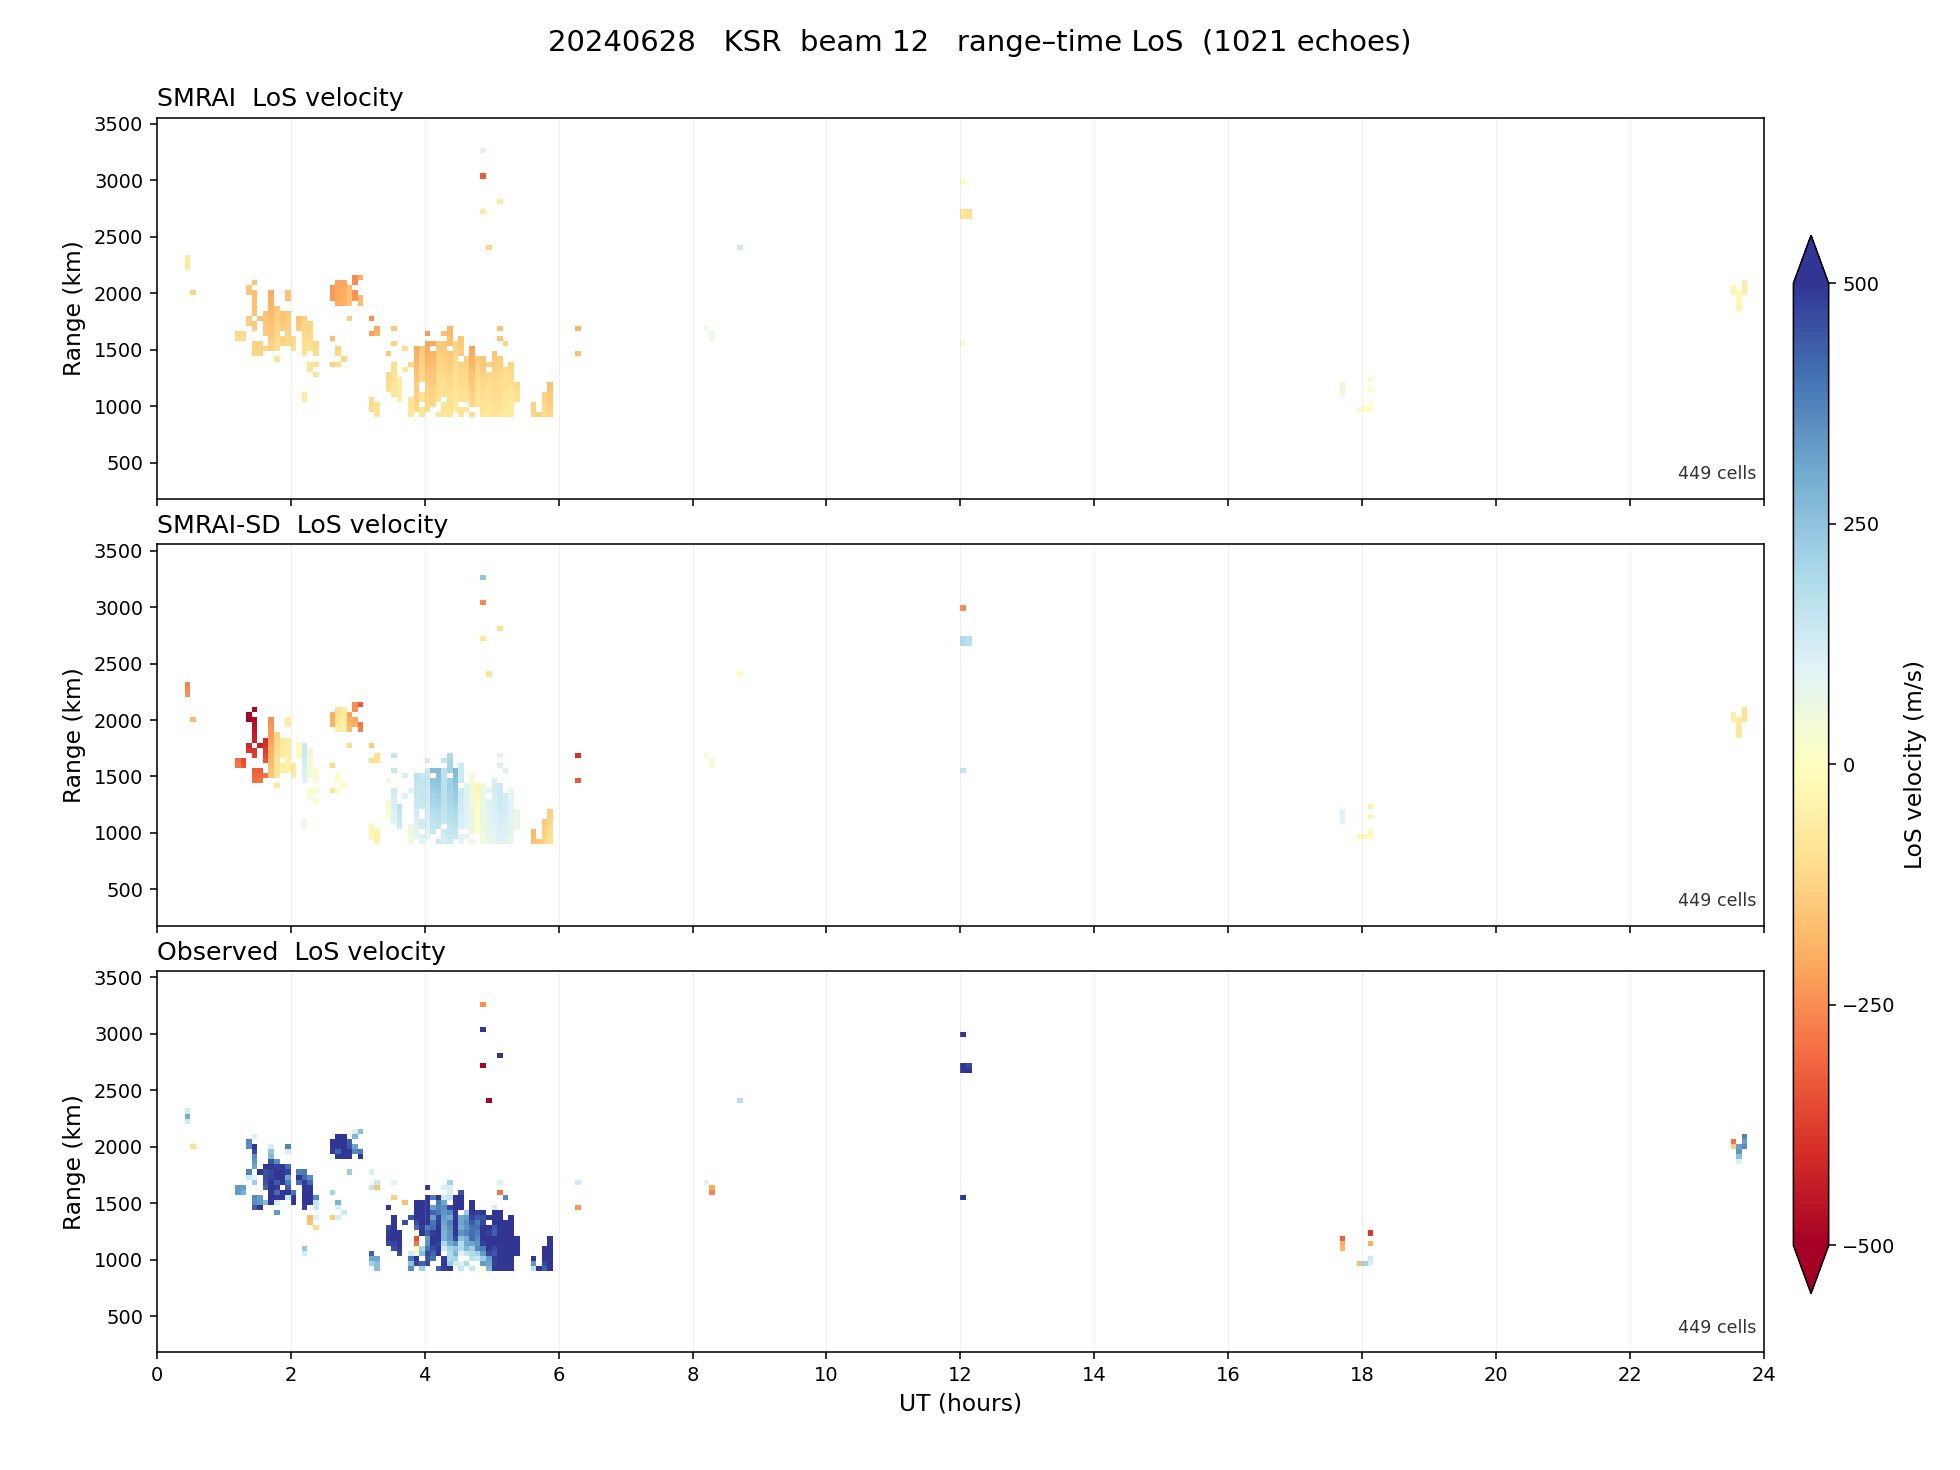 20240628   KSR  beam 12   range–time LoS  (1021 echoes)
SMRAI  LoS velocity
3500
3000
2500
2000
1500
1000
500
Range (km)
449 cells
SMRAI-SD  LoS velocity
3500
3000
2500
2000
1500
1000
500
Range (km)
449 cells
Observed  LoS velocity
3500
3000
2500
2000
1500
1000
500
Range (km)
449 cells
0 2 4 6 8 10 12 14 16 18 20 22 24
UT (hours)
500
250
0
−250
−500
LoS velocity (m/s)